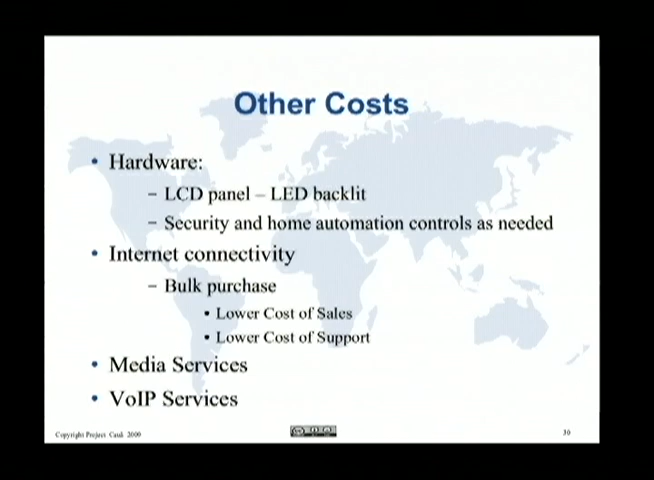 Other Costs
• Hardware:
– LCD panel – LED backlit
– Security and home automation controls as needed
• Internet connectivity
– Bulk purchase
• Lower Cost of Sales
• Lower Cost of Support
• Media Services
• VoIP Services
Copyright Project Cauã 2009
30